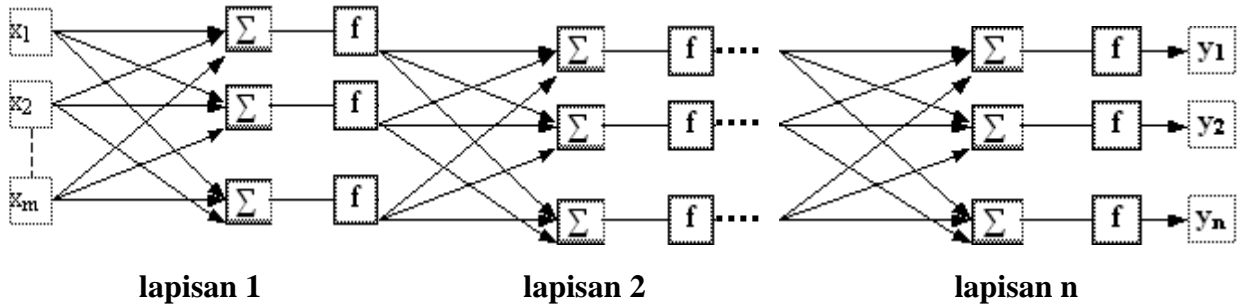 x1 Σ f Σ f Σ f y1
x2 Σ f Σ f Σ f y2
xm Σ f Σ f Σ f yn
lapisan 1 lapisan 2 lapisan n